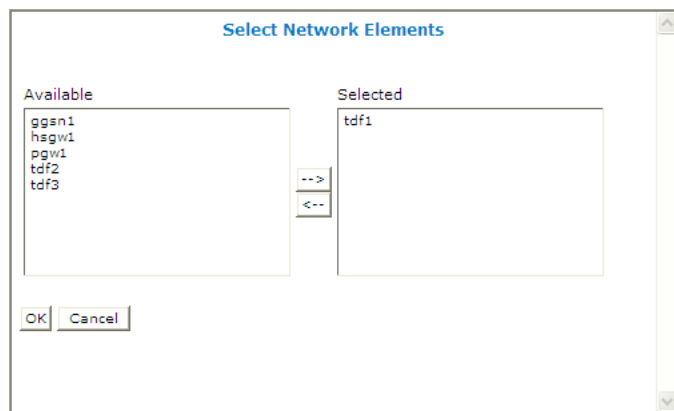 Select Network Elements
Available
Selected
ggsn1
hsgw1
pgw1
tdf2
tdf3
tdf1
-->
<--
OK
Cancel